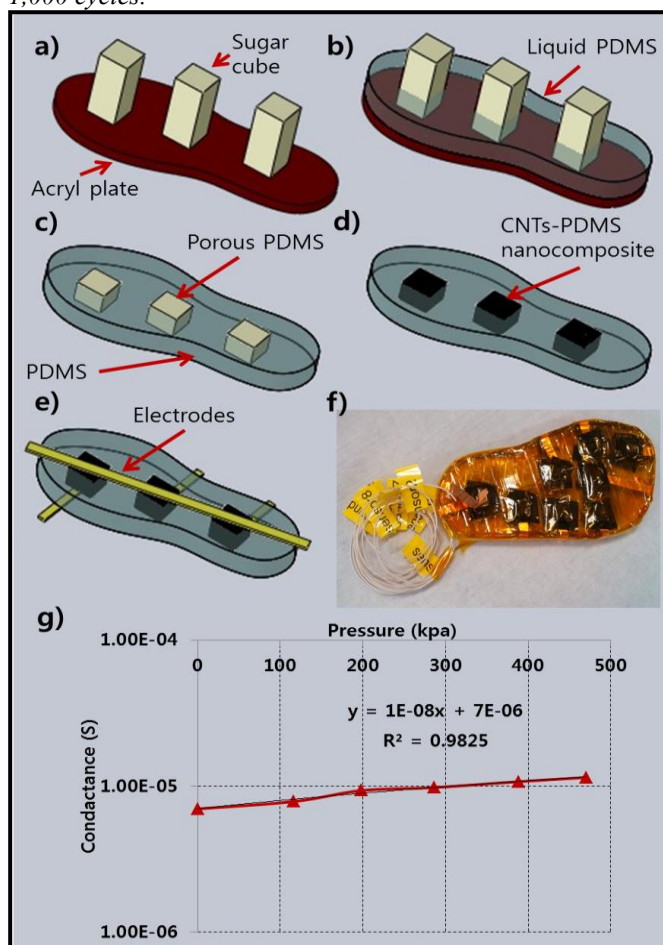 1,000 cycles.
a)
Sugar
cube
Acryl plate
b)
Liquid PDMS
c)
Porous PDMS
PDMS
d)
CNTs-PDMS
nanocomposite
e)
Electrodes
f)
g)
Pressure (kpa)
1.00E-04
0 100 200 300 400 500
y = 1E-08x + 7E-06
R² = 0.9825
Condactance (S)
1.00E-05
1.00E-06